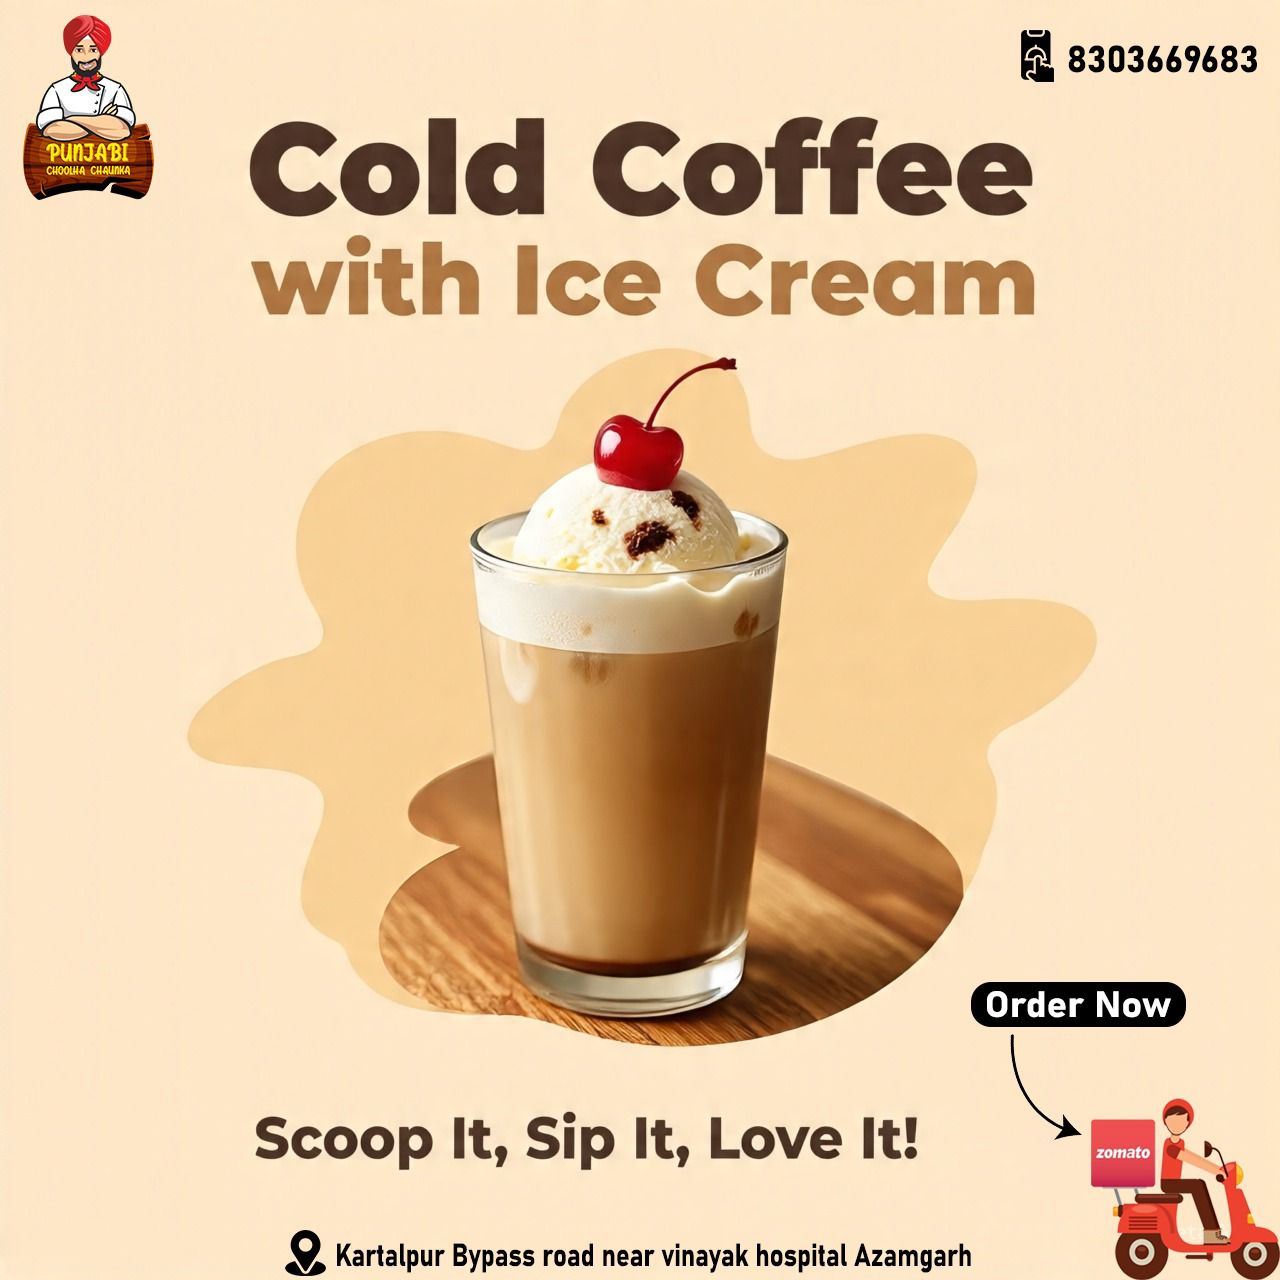 PUNJABI
CHOOLHA CHAUNKA
8303669683
Cold Coffee
with Ice Cream
Order Now
zomato
Scoop It, Sip It, Love It!
Kartalpur Bypass road near vinayak hospital Azamgarh